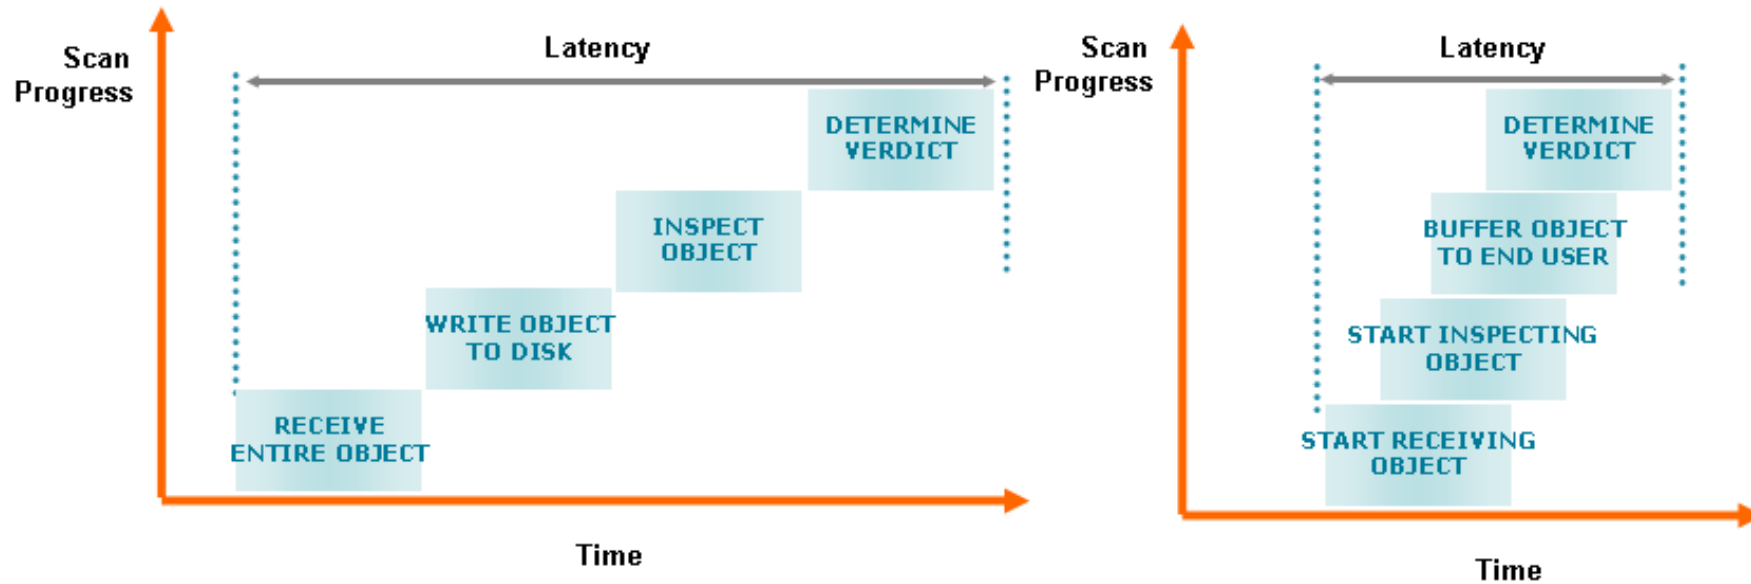 Scan
Progress
Latency
DETERMINE
VERDICT
INSPECT
OBJECT
WRITE OBJECT
TO DISK
RECEIVE
ENTIRE OBJECT
Time
Scan
Progress
Latency
DETERMINE
VERDICT
BUFFER OBJECT
TO END USER
START INSPECTING
OBJECT
START RECEIVING
OBJECT
Time